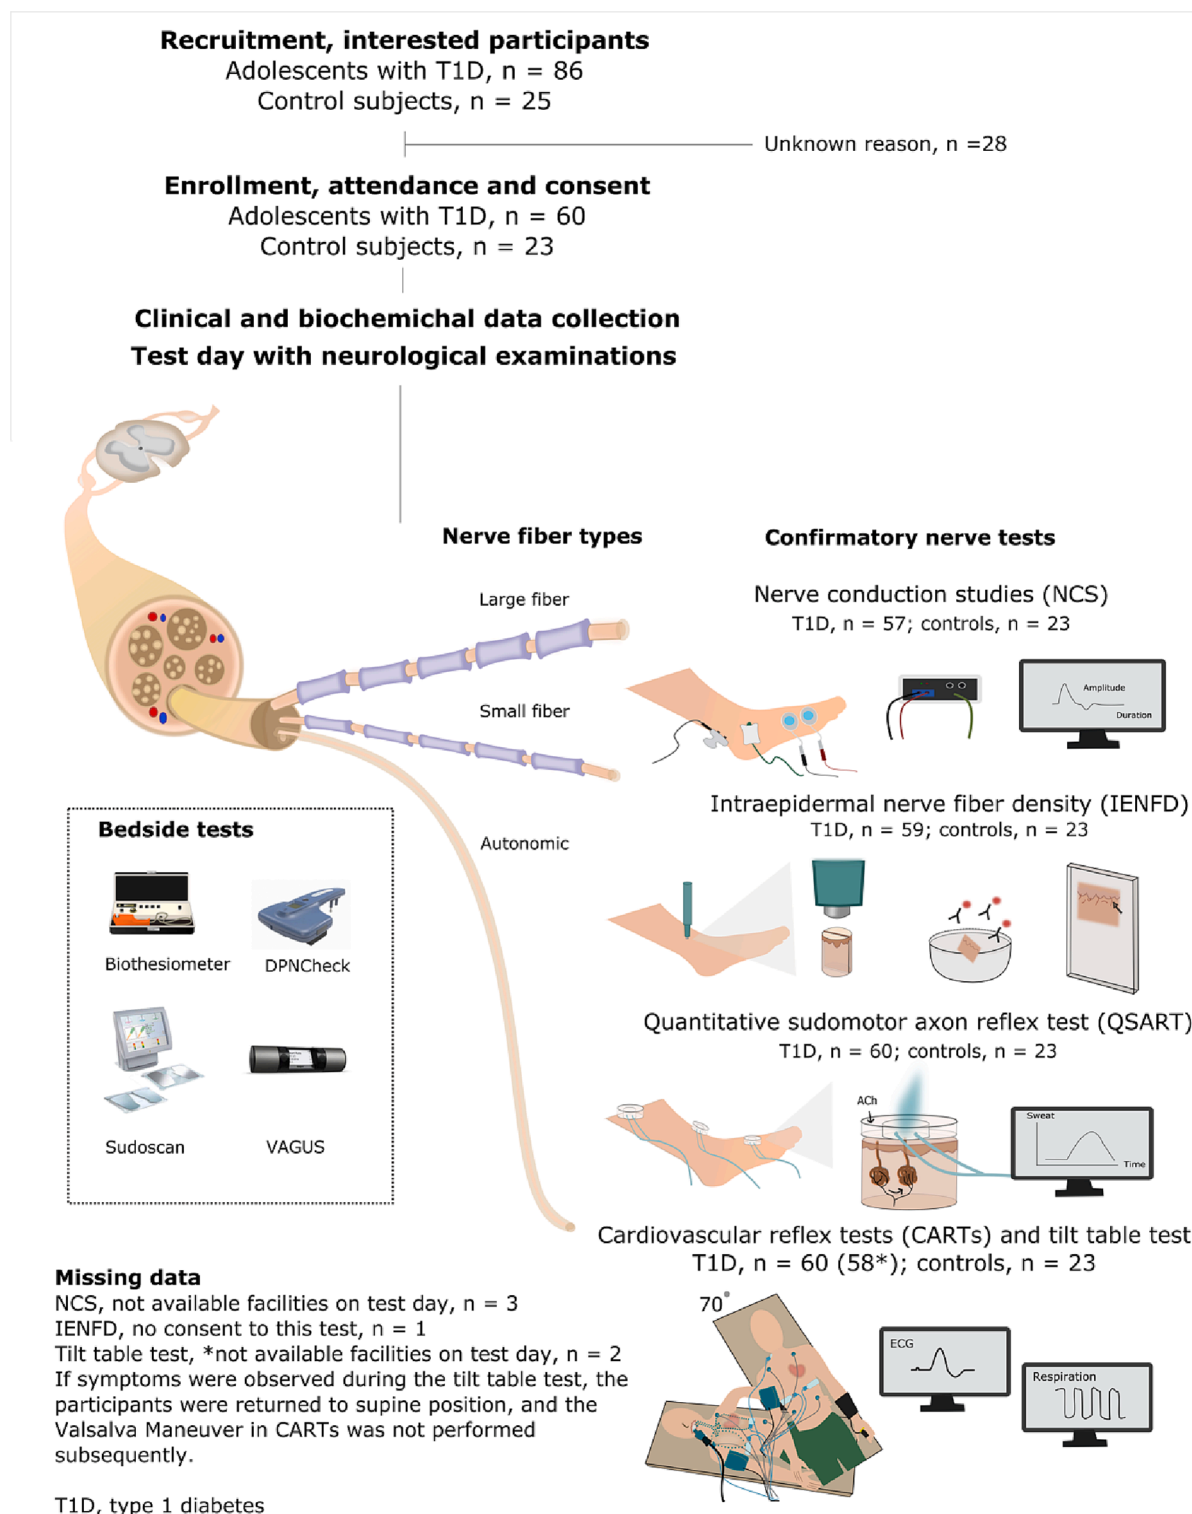 Recruitment, interested participants
Adolescents with T1D, n = 86
Control subjects, n = 25
Unknown reason, n =28
Enrollment, attendance and consent
Adolescents with T1D, n = 60
Control subjects, n = 23
Clinical and biochemichal data collection
Test day with neurological examinations
Nerve fiber types
Large fiber
Small fiber
Autonomic
Confirmatory nerve tests
Nerve conduction studies (NCS)
T1D, n = 57; controls, n = 23
Amplitude
Duration
Intraepidermal nerve fiber density (IENFD)
T1D, n = 59; controls, n = 23
Quantitative sudomotor axon reflex test (QSART)
T1D, n = 60; controls, n = 23
ACh
Sweat
Time
Cardiovascular reflex tests (CARTs) and tilt table test
T1D, n = 60 (58*); controls, n = 23
70°
ECG
Respiration
Bedside tests
Biothesiometer
DPNCheck
Sudoscan
VAGUS
Missing data
NCS, not available facilities on test day, n = 3
IENFD, no consent to this test, n = 1
Tilt table test, *not available facilities on test day, n = 2
If symptoms were observed during the tilt table test, the
participants were returned to supine position, and the
Valsalva Maneuver in CARTs was not performed
subsequently.
T1D, type 1 diabetes